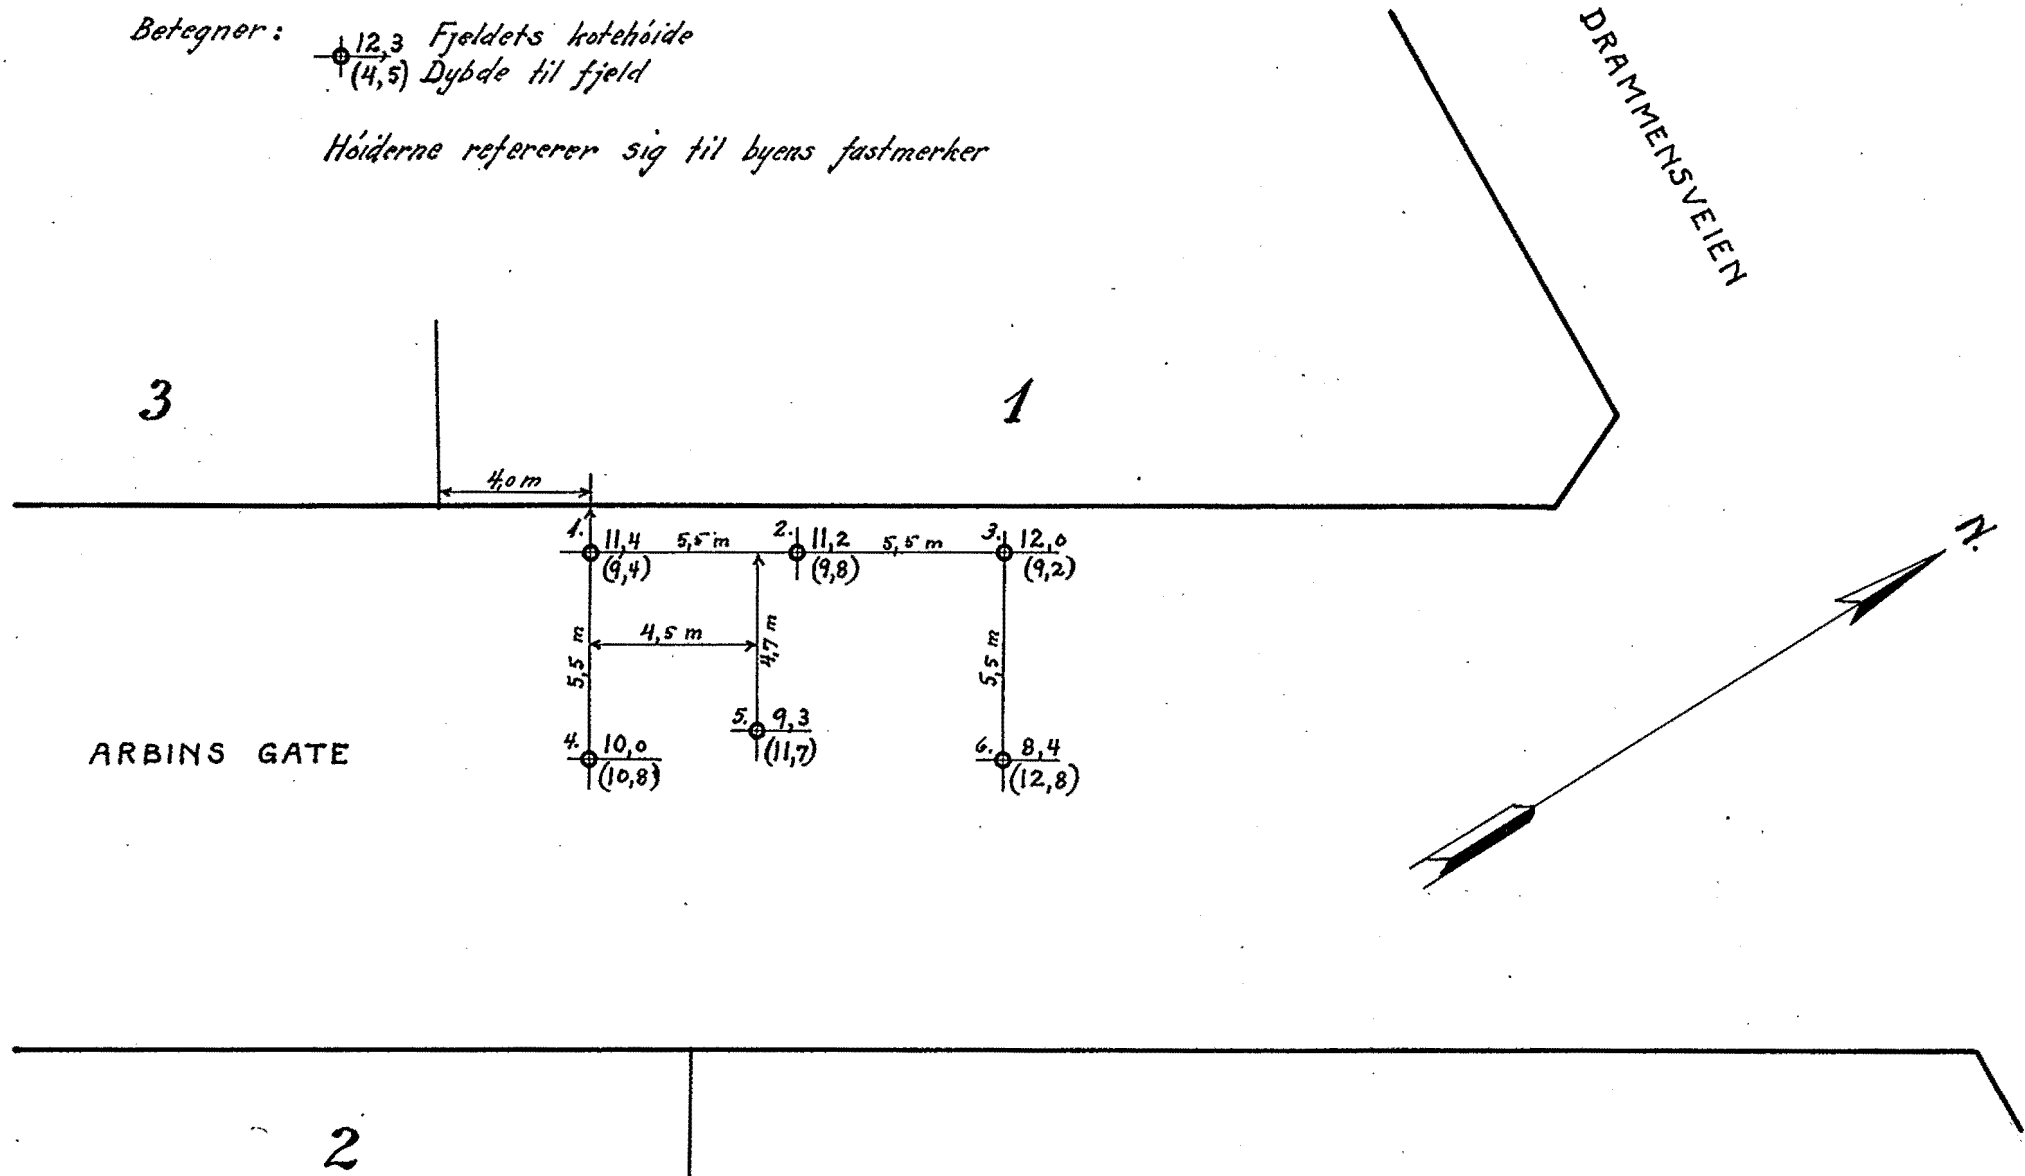 Betegner:
12,3 Fjeldets kotehöide
(4,5) Dybde til fjeld
Höiderne refererer sig til byens fastmerker
DRAMMENSVEIEN
3
1
4,0 m
1. 11,4 5,5 m 2. 11,2 5,5 m 3. 12,0
(9,4) (9,8) (9,2)
N.
5,5 m
4,5 m
4,7 m
5,5 m
ARBINS GATE
4. 10,0
(10,8)
5. 9,3
(11,7)
6. 8,4
(12,8)
2